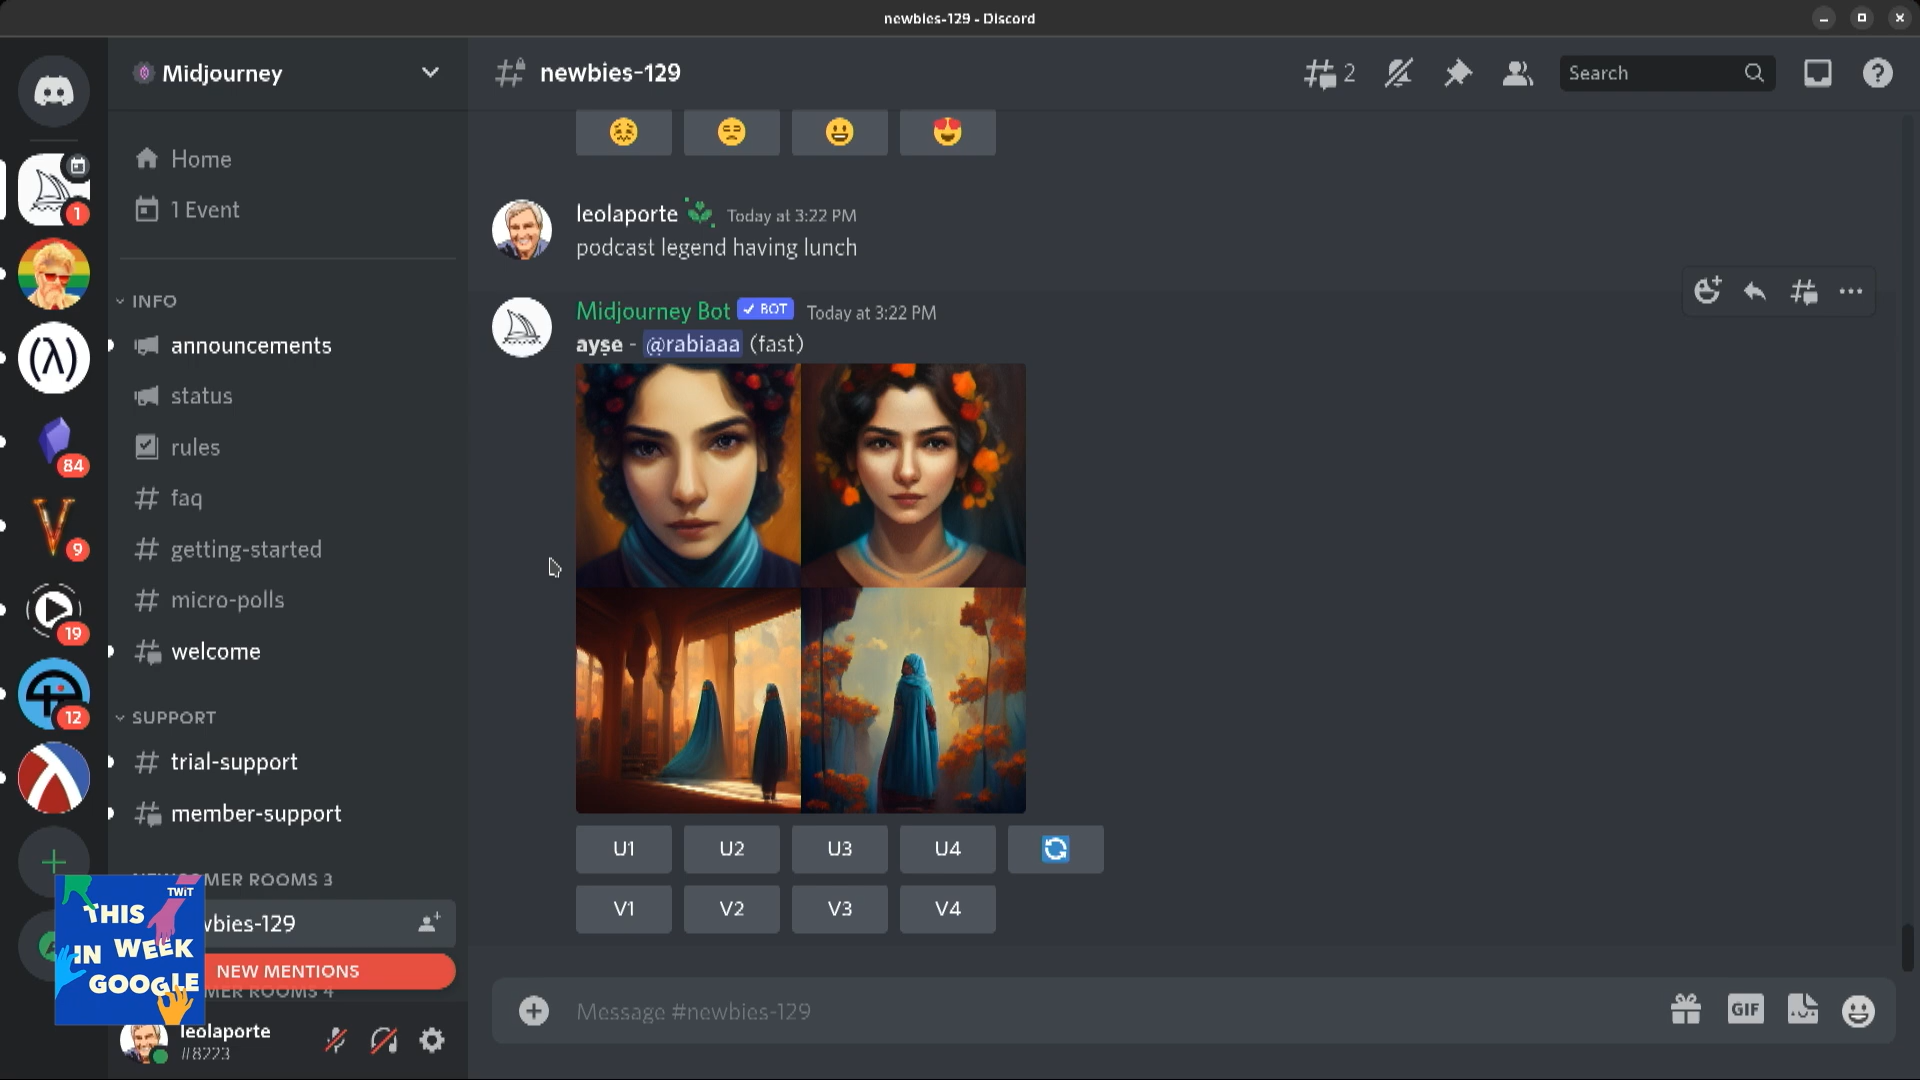 newbies-129 - Discord
Midjourney
newbies-129
2
Search
Home
1 Event
1
INFO
announcements
status
rules
faq
getting-started
micro-polls
welcome
SUPPORT
trial-support
member-support
84
9
19
12
leolaporte Today at 3:22 PM
podcast legend having lunch
Midjourney Bot BOT Today at 3:22 PM
ayşe - @rabiaaa (fast)
U1 U2 U3 U4
V1 V2 V3 V4
ROOMS 3
TWiT
THIS
IN WEEK
GOOGLE
NEW MENTIONS
ROOMS 4
leolaporte
#8223
Message #newbies-129
GIF